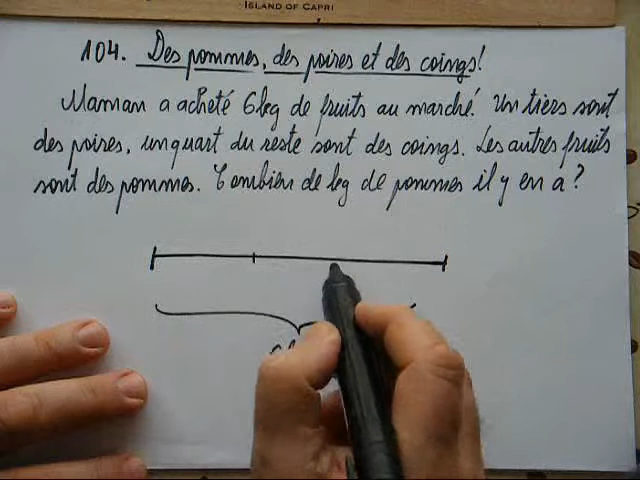 ISLAND OF CAPRI
104. Des pommes, des poires et des coings!
Maman a acheté 6 kg de fruits au marché. Un tiers sont
des poires, un quart du reste sont des coings. Les autres fruits
sont des pommes. Combien de kg de pommes il y en a?